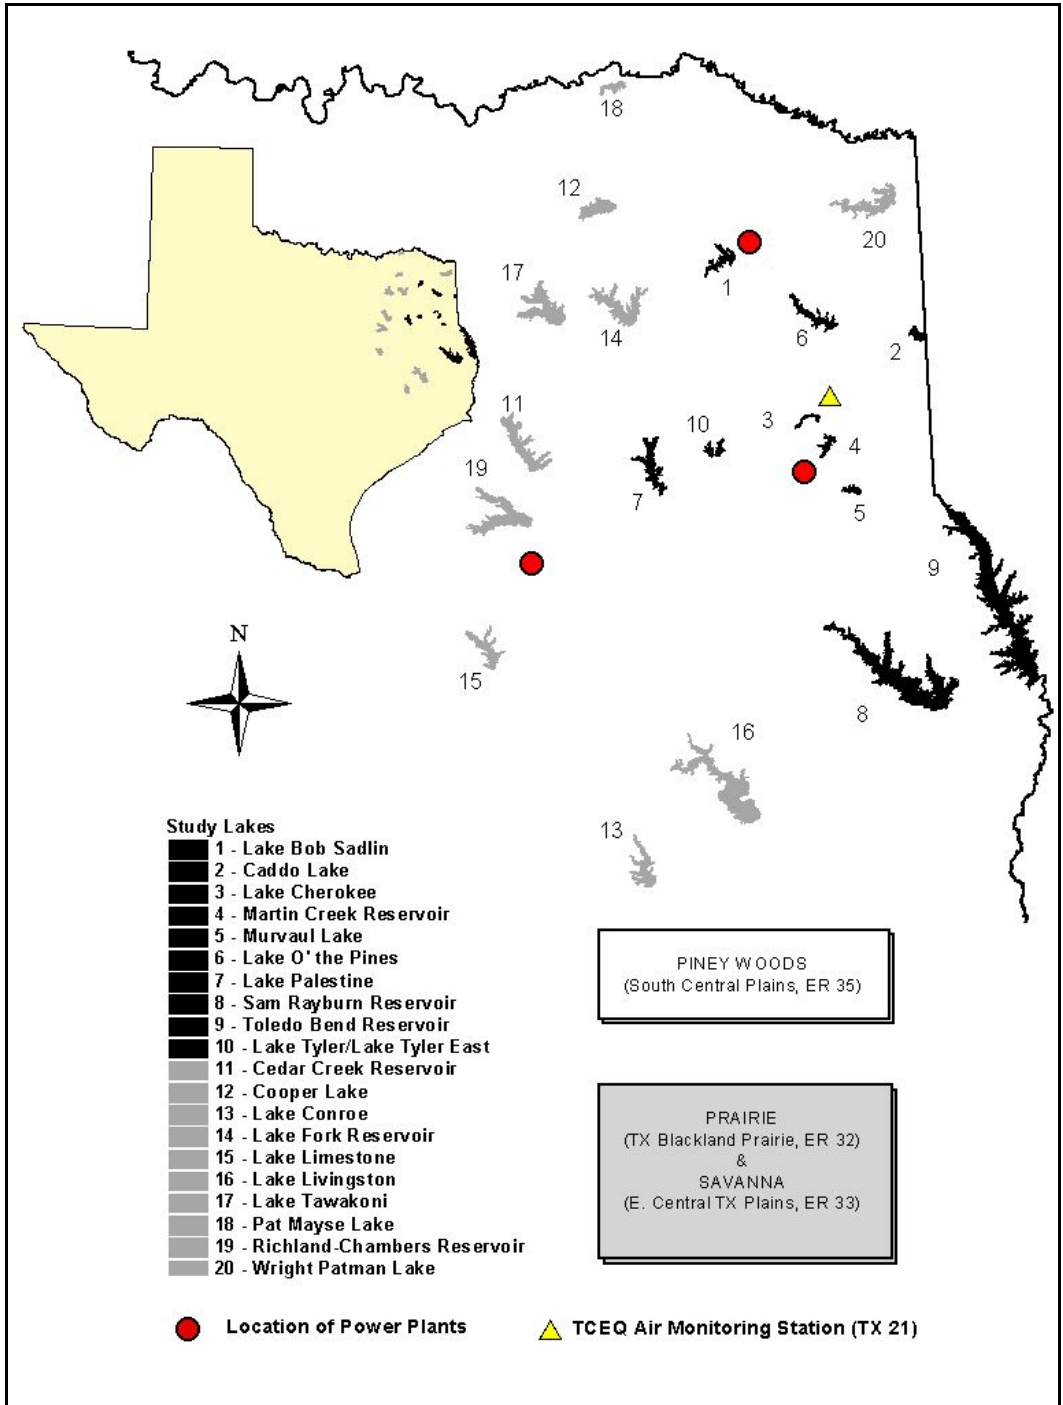 18
12
20
17
1
14
6
2
11
3
10
4
19
7
5
9
N
15
8
16
13
Study Lakes
1 - Lake Bob Sadlin
2 - Caddo Lake
3 - Lake Cherokee
4 - Martin Creek Reservoir
5 - Murvaul Lake
6 - Lake O' the Pines
7 - Lake Palestine
8 - Sam Rayburn Reservoir
9 - Toledo Bend Reservoir
10 - Lake Tyler/Lake Tyler East
11 - Cedar Creek Reservoir
12 - Cooper Lake
13 - Lake Conroe
14 - Lake Fork Reservoir
15 - Lake Limestone
16 - Lake Livingston
17 - Lake Tawakoni
18 - Pat Mayse Lake
19 - Richland-Chambers Reservoir
20 - Wright Patman Lake
PINEY WOODS
(South Central Plains, ER 35)
PRAIRIE
(TX Blackland Prairie, ER 32)
&
SAVANNA
(E. Central TX Plains, ER 33)
Location of Power Plants
TCEQ Air Monitoring Station (TX 21)